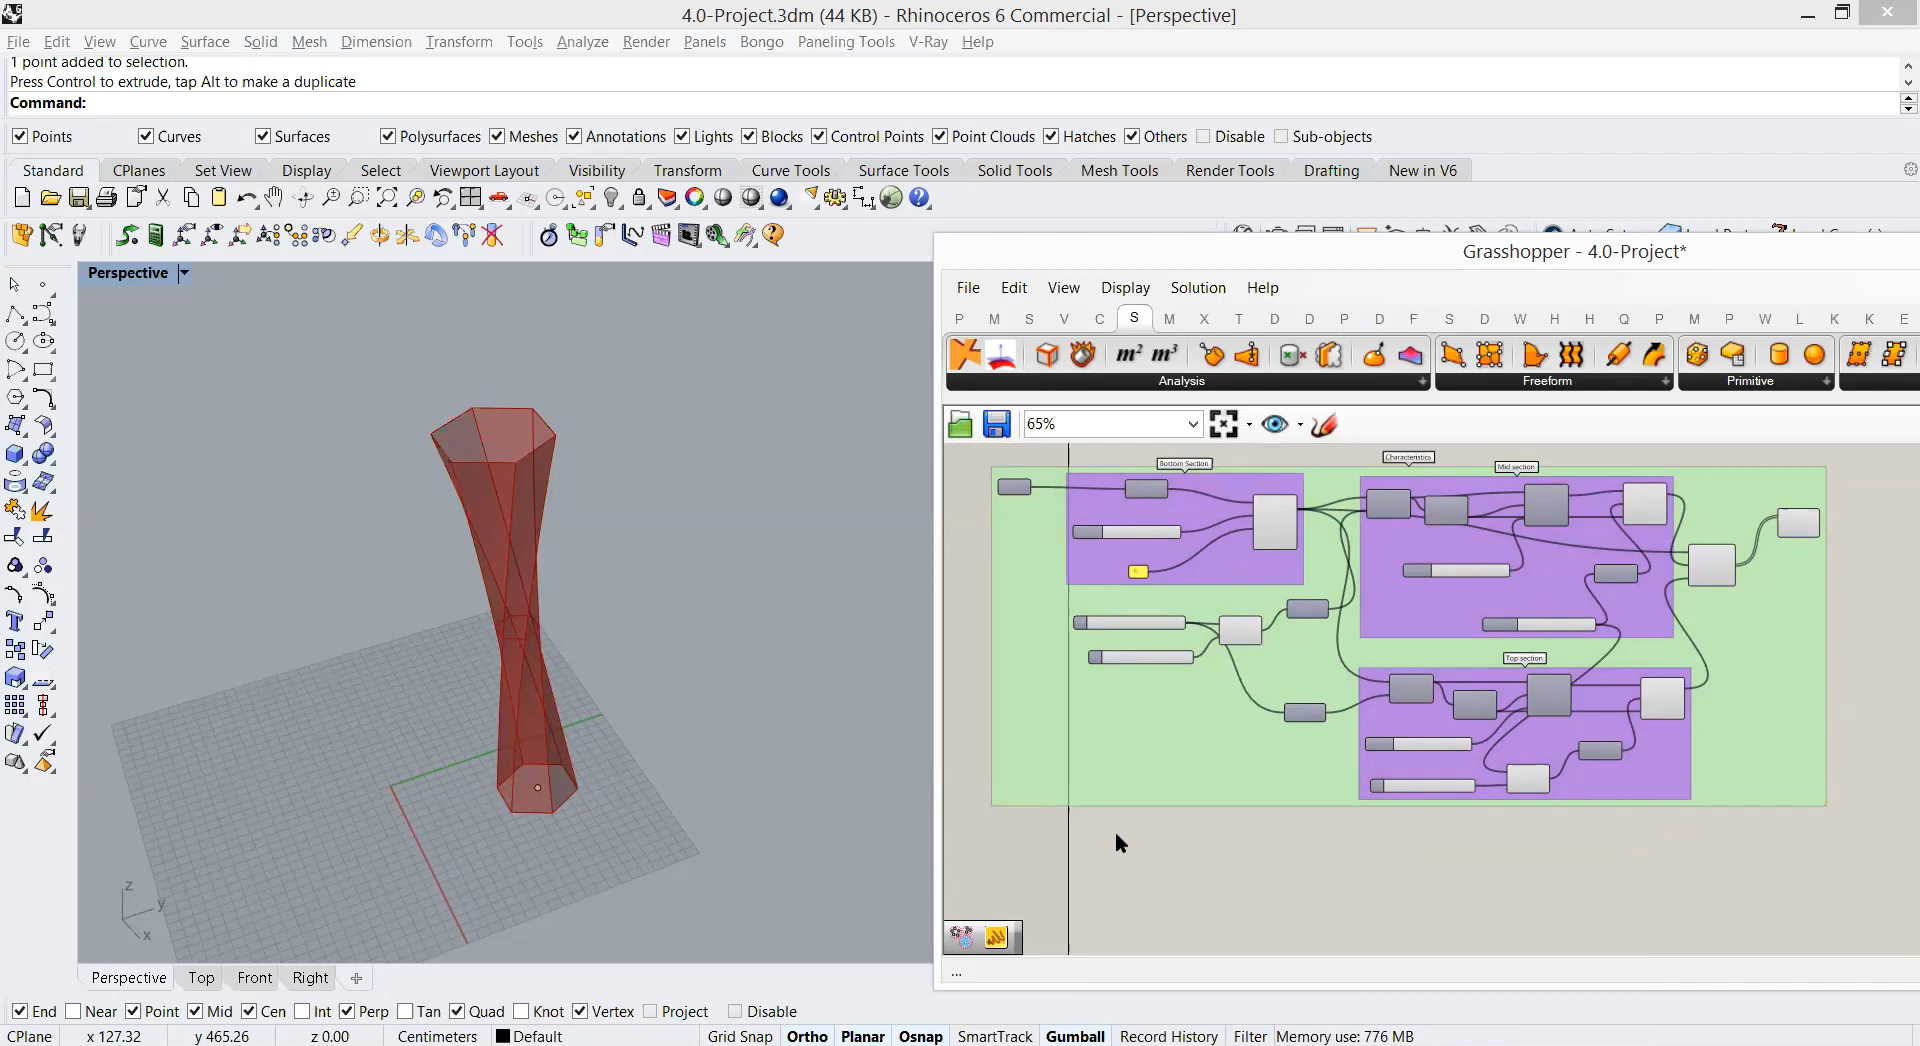 4.0-Project.3dm (44 KB) - Rhinoceros 6 Commercial - [Perspective]
File Edit View Curve Surface Solid Mesh Dimension Transform Tools Analyze Render Panels Bongo Paneling Tools V-Ray Help
1 point added to selection.
Press Control to extrude, tap Alt to make a duplicate
Command:
Points Curves Surfaces Polysurfaces Meshes Annotations Lights Blocks Control Points Point Clouds Hatches Others Disable Sub-objects
Standard CPlanes Set View Display Select Viewport Layout Visibility Transform Curve Tools Surface Tools Solid Tools Mesh Tools Render Tools Drafting New in V6
Perspective
Grasshopper - 4.0-Project*
File Edit View Display Solution Help
P M S V C S M X T D D P D F S D W H H Q P M P W L K K E
m² m³
Analysis Freeform Primitive
65%
Bottom Section
Characteristics
Mid section
Top section
z
y
x
...
Perspective Top Front Right
End Near Point Mid Cen Int Perp Tan Quad Knot Vertex Project Disable
CPlane x 127.32 y 465.26 z 0.00 Centimeters Default Grid Snap Ortho Planar Osnap SmartTrack Gumball Record History Filter Memory use: 776 MB